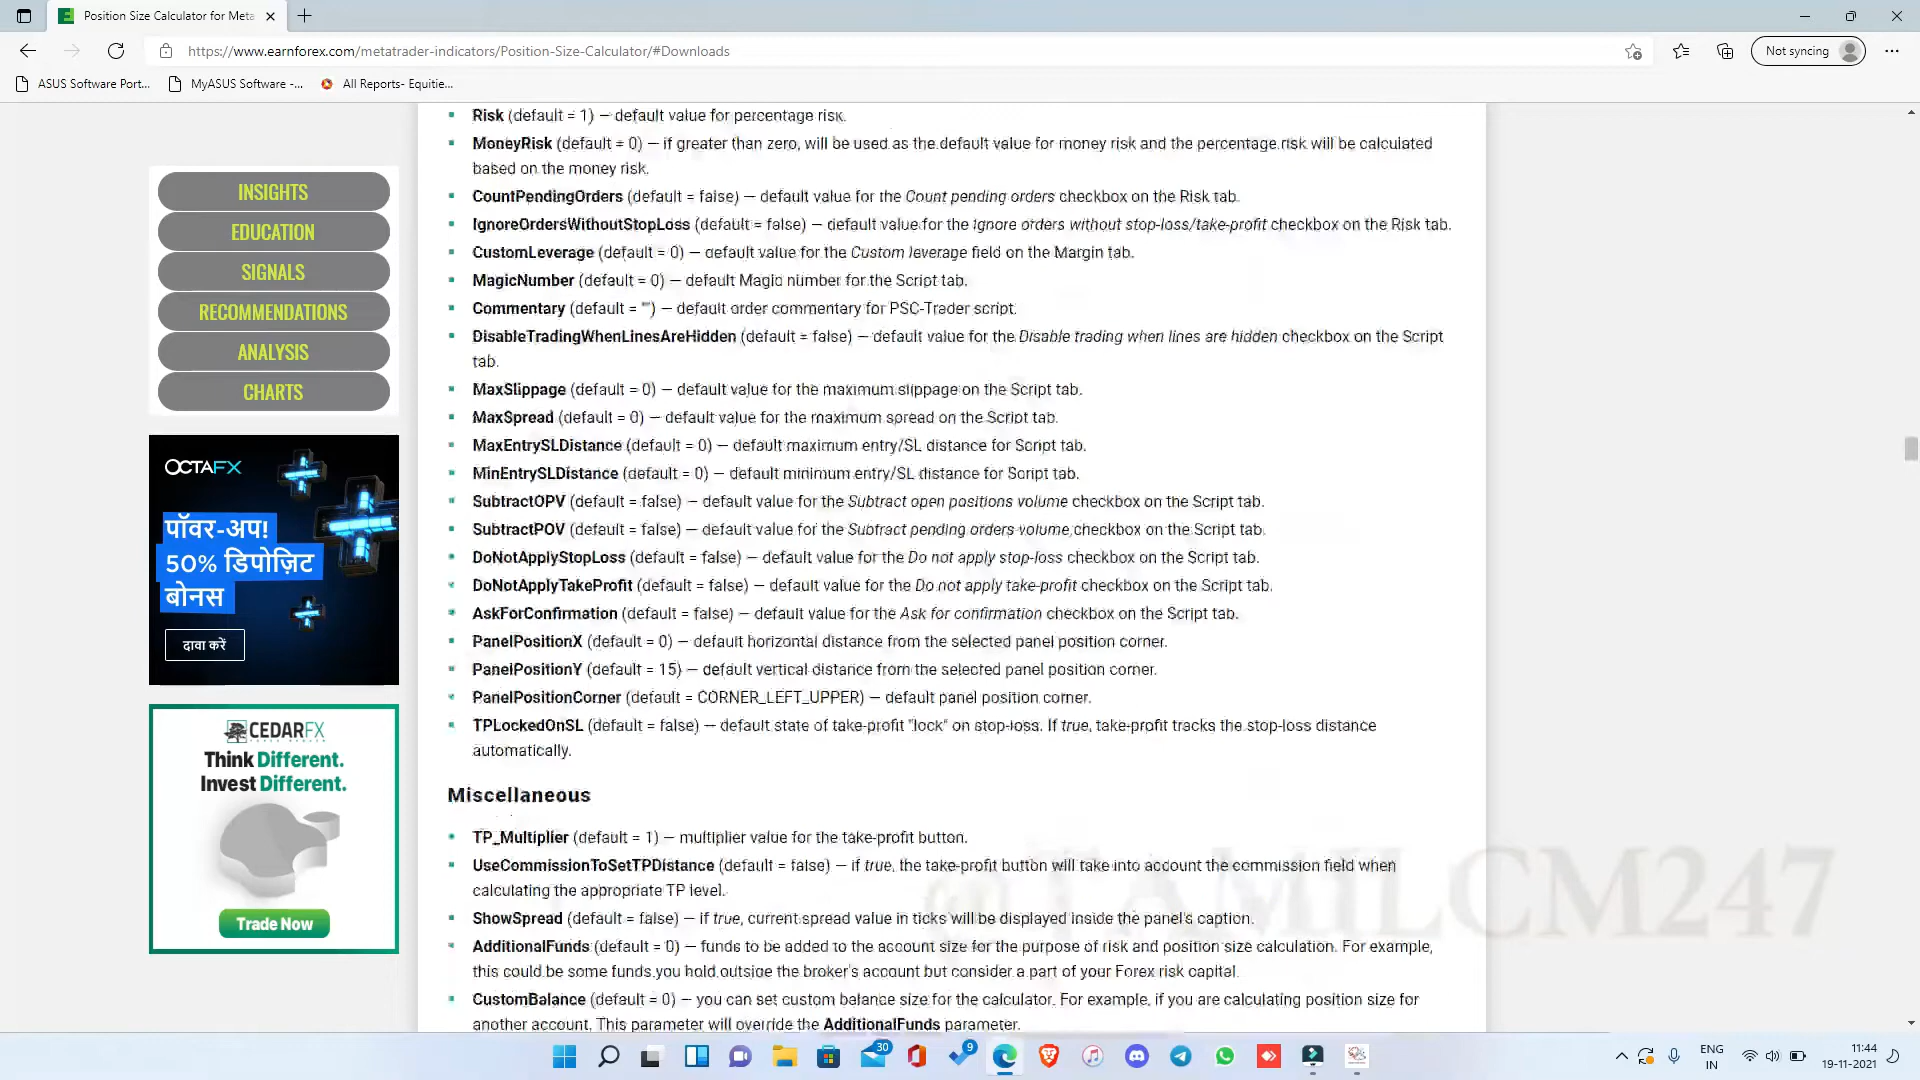 Position Size Calculator for Meta
https://www.earnforex.com/metatrader-indicators/Position-Size-Calculator/#Downloads
Not syncing
ASUS Software Port...
MyASUS Software -...
All Reports- Equitie...
INSIGHTS
EDUCATION
SIGNALS
RECOMMENDATIONS
ANALYSIS
CHARTS
OCTAFX
पॉवर-अप!
50% डिपोज़िट
बोनस
दावा करें
CEDARFX
Think Different.
Invest Different.
Trade Now
Risk (default = 1) — default value for percentage risk.
MoneyRisk (default = 0) — if greater than zero, will be used as the default value for money risk and the percentage risk will be calculated
based on the money risk.
CountPendingOrders (default = false) — default value for the Count pending orders checkbox on the Risk tab.
IgnoreOrdersWithoutStopLoss (default = false) — default value for the Ignore orders without stop-loss/take-profit checkbox on the Risk tab.
CustomLeverage (default = 0) — default value for the Custom leverage field on the Margin tab.
MagicNumber (default = 0) — default Magic number for the Script tab.
Commentary (default = "") — default order commentary for PSC-Trader script.
DisableTradingWhenLinesAreHidden (default = false) — default value for the Disable trading when lines are hidden checkbox on the Script
tab.
MaxSlippage (default = 0) — default value for the maximum slippage on the Script tab.
MaxSpread (default = 0) — default value for the maximum spread on the Script tab.
MaxEntrySLDistance (default = 0) — default maximum entry/SL distance for Script tab.
MinEntrySLDistance (default = 0) — default minimum entry/SL distance for Script tab.
SubtractOPV (default = false) — default value for the Subtract open positions volume checkbox on the Script tab.
SubtractPOV (default = false) — default value for the Subtract pending orders volume checkbox on the Script tab.
DoNotApplyStopLoss (default = false) — default value for the Do not apply stop-loss checkbox on the Script tab.
DoNotApplyTakeProfit (default = false) — default value for the Do not apply take-profit checkbox on the Script tab.
AskForConfirmation (default = false) — default value for the Ask for confirmation checkbox on the Script tab.
PanelPositionX (default = 0) — default horizontal distance from the selected panel position corner.
PanelPositionY (default = 15) — default vertical distance from the selected panel position corner.
PanelPositionCorner (default = CORNER_LEFT_UPPER) — default panel position corner.
TPLockedOnSL (default = false) — default state of take-profit "lock" on stop-loss. If true, take-profit tracks the stop-loss distance
automatically.
Miscellaneous
TP_Multiplier (default = 1) — multiplier value for the take-profit button.
UseCommissionToSetTPDistance (default = false) — if true, the take-profit button will take into account the commission field when
calculating the appropriate TP level.
ShowSpread (default = false) — if true, current spread value in ticks will be displayed inside the panel's caption.
AdditionalFunds (default = 0) — funds to be added to the account size for the purpose of risk and position size calculation. For example,
this could be some funds you hold outside the broker's account but consider a part of your Forex risk capital.
CustomBalance (default = 0) — you can set custom balance size for the calculator. For example, if you are calculating position size for
another account. This parameter will override the AdditionalFunds parameter.
@TAMILCM247
30
9
ENG
IN
11:44
19-11-2021